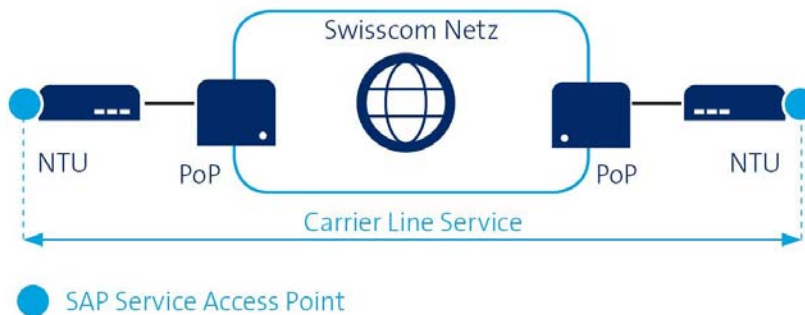 Swisscom Netz
NTU
PoP
PoP
NTU
Carrier Line Service
SAP Service Access Point